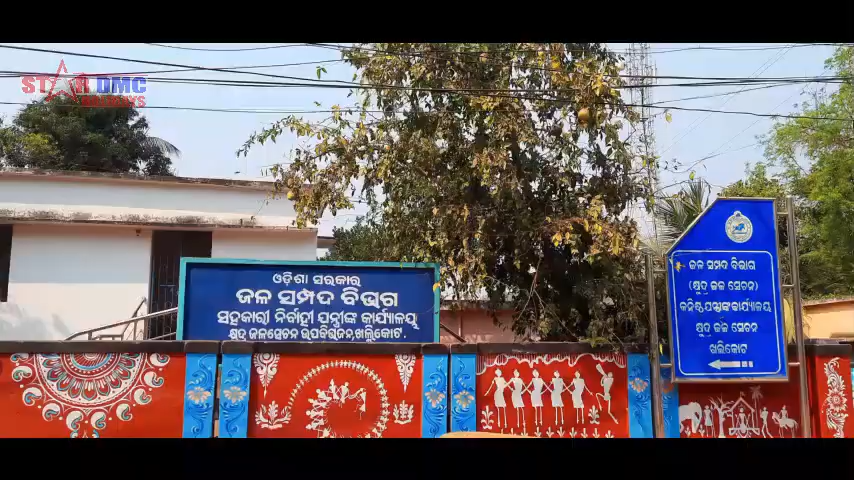 STAR DMC
HOLIDAYS
ଓଡ଼ିଶା ସରକାର
ଜଳ ସମ୍ପଦ ବିଭାଗ
ସହକାରୀ ନିର୍ବାହୀ ଯନ୍ତ୍ରୀଙ୍କ କାର୍ଯାଳୟ
କ୍ଷୁଦ୍ର ଜଳସେଚନ ଉପବିଭାଗ, ଖଲିକୋଟ
ଜଳ ସମ୍ପଦ ବିଭାଗ
(କ୍ଷୁଦ୍ର ଜଳ ସେଚନ)
କନିଷ୍ଠ ଯନ୍ତ୍ରୀଙ୍କ କାର୍ଯାଳୟ
କ୍ଷୁଦ୍ର ଜଳ ସେଚନ
ଖଲିକୋଟ